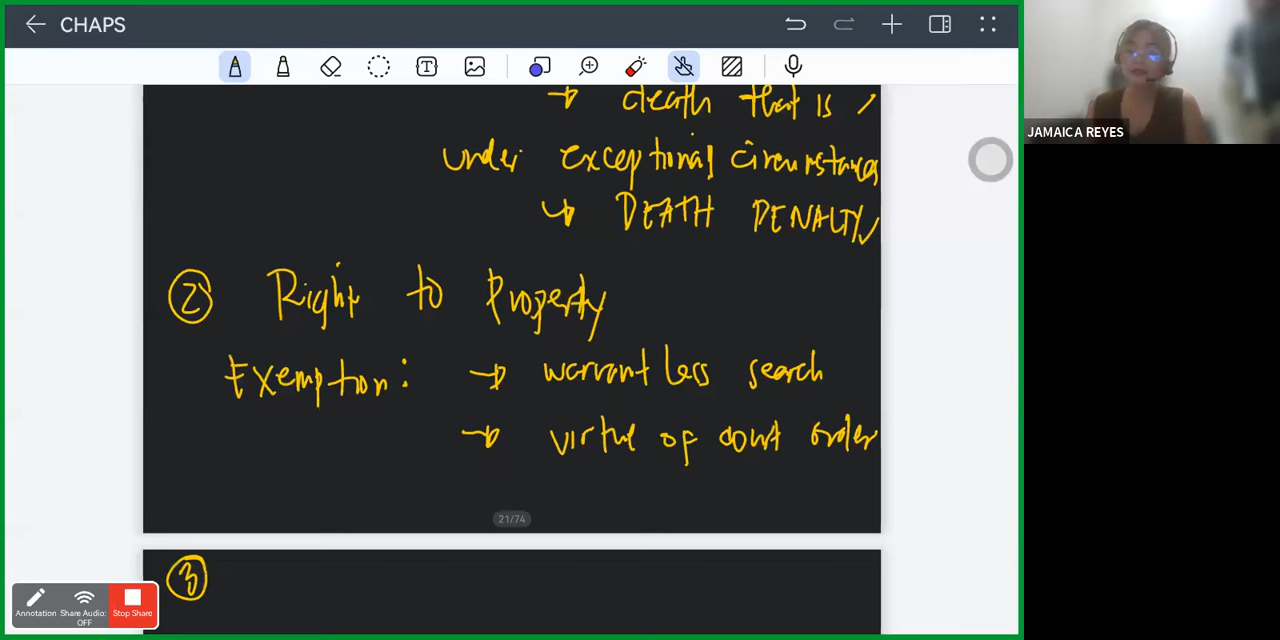 CHAPS
JAMAICA REYES
→ death that is
under exceptional circumstances
↳ DEATH PENALTY
② Right to Property
Exemption: → warrantless search
→ virtue of court order
21/74
③
Annotation
Share Audio: OFF
Stop Share